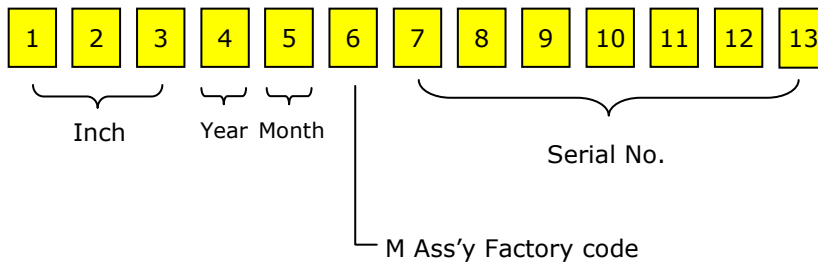 1 2 3 4 5 6 7 8 9 10 11 12 13
Inch Year Month
Serial No.
M Ass'y Factory code